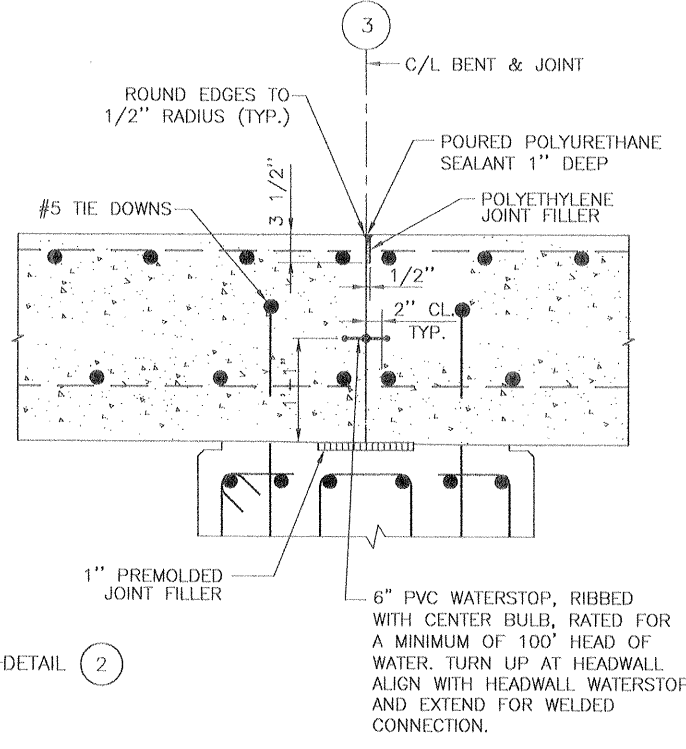 3
C/L BENT & JOINT
ROUND EDGES TO
1/2" RADIUS (TYP.)
POURED POLYURETHANE
SEALANT 1" DEEP
3 1/2"
#5 TIE DOWNS
POLYETHYLENE
JOINT FILLER
1/2"
2" CL.
TYP.
1'-1"
1" PREMOLDED
JOINT FILLER
6" PVC WATERSTOP, RIBBED
WITH CENTER BULB, RATED FOR
A MINIMUM OF 100' HEAD OF
WATER. TURN UP AT HEADWALL
ALIGN WITH HEADWALL WATERSTOP
AND EXTEND FOR WELDED
CONNECTION.
DETAIL 2